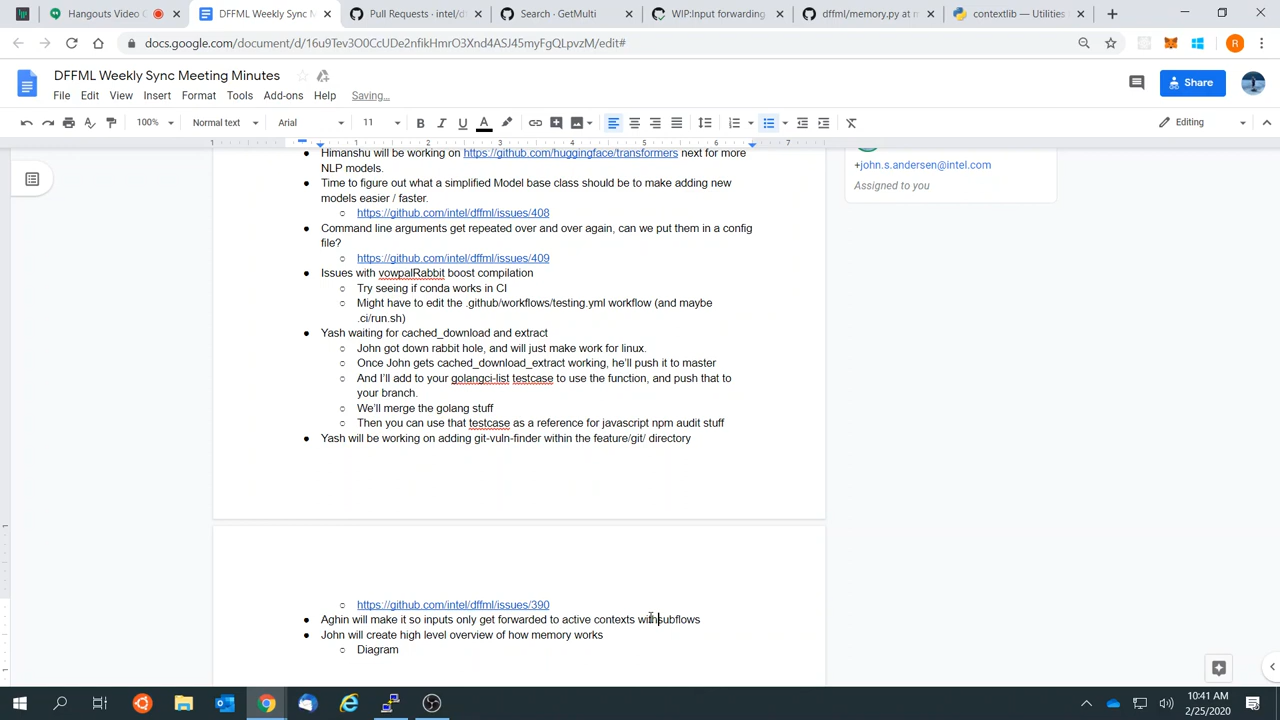 Hangouts Video C
DFFML Weekly Sync M
Pull Requests · intel/df
Search · GetMulti
WIP:Input forwarding
dffml/memory.py at
contextlib — Utilities
docs.google.com/document/d/16u9Tev3O0CcUDe2nfikHmrO3Xnd4ASJ45myFgQLpvzM/edit#
R
DFFML Weekly Sync Meeting Minutes
File Edit View Insert Format Tools Add-ons Help Saving...
Share
100% Normal text Arial 11 B I U A Editing
1 1 2 3 4 5 6 7
Himanshu will be working on https://github.com/huggingface/transformers next for more
NLP models.
Time to figure out what a simplified Model base class should be to make adding new
models easier / faster.
https://github.com/intel/dffml/issues/408
Command line arguments get repeated over and over again, can we put them in a config
file?
https://github.com/intel/dffml/issues/409
Issues with vowpalRabbit boost compilation
Try seeing if conda works in CI
Might have to edit the .github/workflows/testing.yml workflow (and maybe
.ci/run.sh)
Yash waiting for cached_download and extract
John got down rabbit hole, and will just make work for linux.
Once John gets cached_download_extract working, he'll push it to master
And I'll add to your golangci-list testcase to use the function, and push that to
your branch.
We'll merge the golang stuff
Then you can use that testcase as a reference for javascript npm audit stuff
Yash will be working on adding git-vuln-finder within the feature/git/ directory
https://github.com/intel/dffml/issues/390
Aghin will make it so inputs only get forwarded to active contexts withsubflows
John will create high level overview of how memory works
Diagram
+john.s.andersen@intel.com
Assigned to you
10:41 AM
2/25/2020